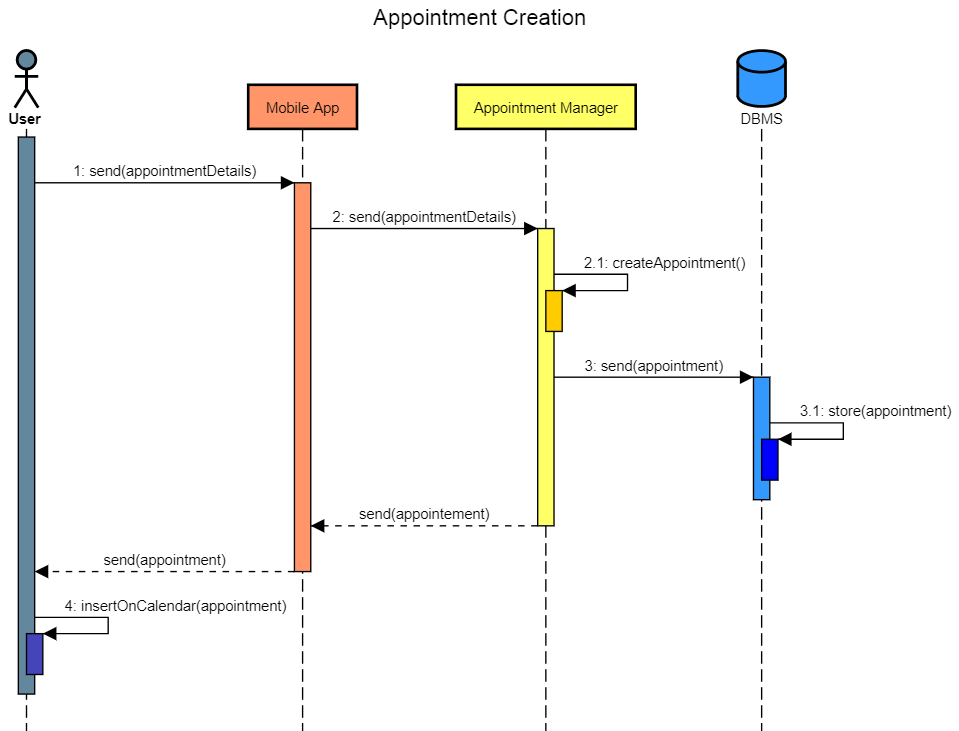 Appointment Creation
User
Mobile App
Appointment Manager
DBMS
1: send(appointmentDetails)
2: send(appointmentDetails)
2.1: createAppointment()
3: send(appointment)
3.1: store(appointment)
send(appointement)
send(appointment)
4: insertOnCalendar(appointment)